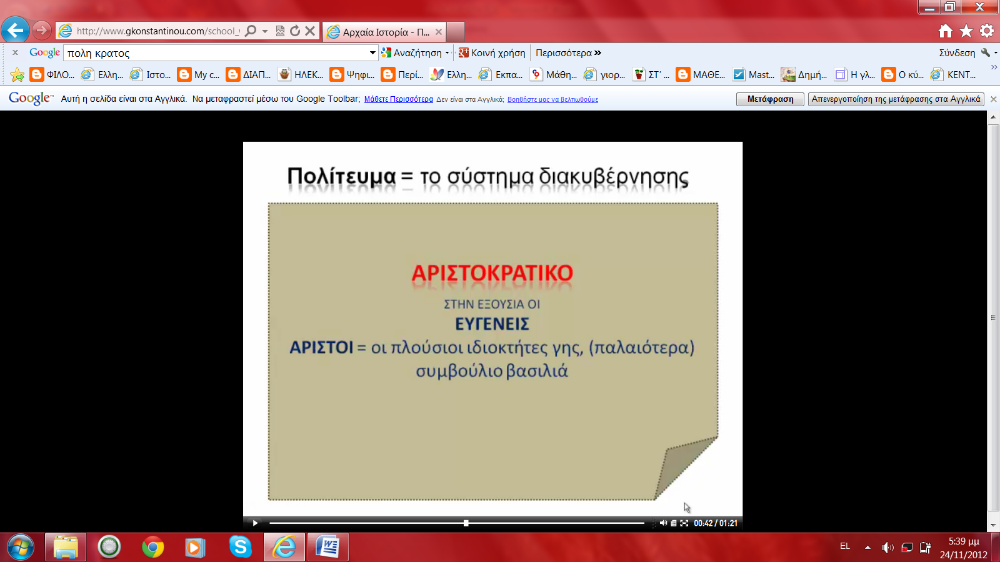 http://www.gkonstantinou.com/school_
Αρχαία Ιστορία - Π...
x Google πολη κρατος Αναζήτηση Κοινή χρήση Περισσότερα » Σύνδεση
ΦΙΛΟ... Ελλη... Ιστο... My c... ΔΙΑΠ... ΗΛΕΚ... Ψηφι... Περί... Ελλη... Εκπα... Μάθη... γιορ... ΣΤ΄ ... ΜΑΘΕ... Mast... Δημή... Η γλ... Ο κύ... ΚΕΝΤ... »
Google™ Αυτή η σελίδα είναι στα Αγγλικά. Να μεταφραστεί μέσω του Google Toolbar; Μάθετε Περισσότερα Δεν είναι στα Αγγλικά; Βοηθήστε μας να βελτιωθούμε Μετάφραση Απενεργοποίηση της μετάφρασης στα Αγγλικά
Πολίτευμα = το σύστημα διακυβέρνησης
ΑΡΙΣΤΟΚΡΑΤΙΚΟ
ΣΤΗΝ ΕΞΟΥΣΙΑ ΟΙ
ΕΥΓΕΝΕΙΣ
ΑΡΙΣΤΟΙ = οι πλούσιοι ιδιοκτήτες γης, (παλαιότερα)
συμβούλιο βασιλιά
00:42 / 01:21
EL
5:39 μμ
24/11/2012